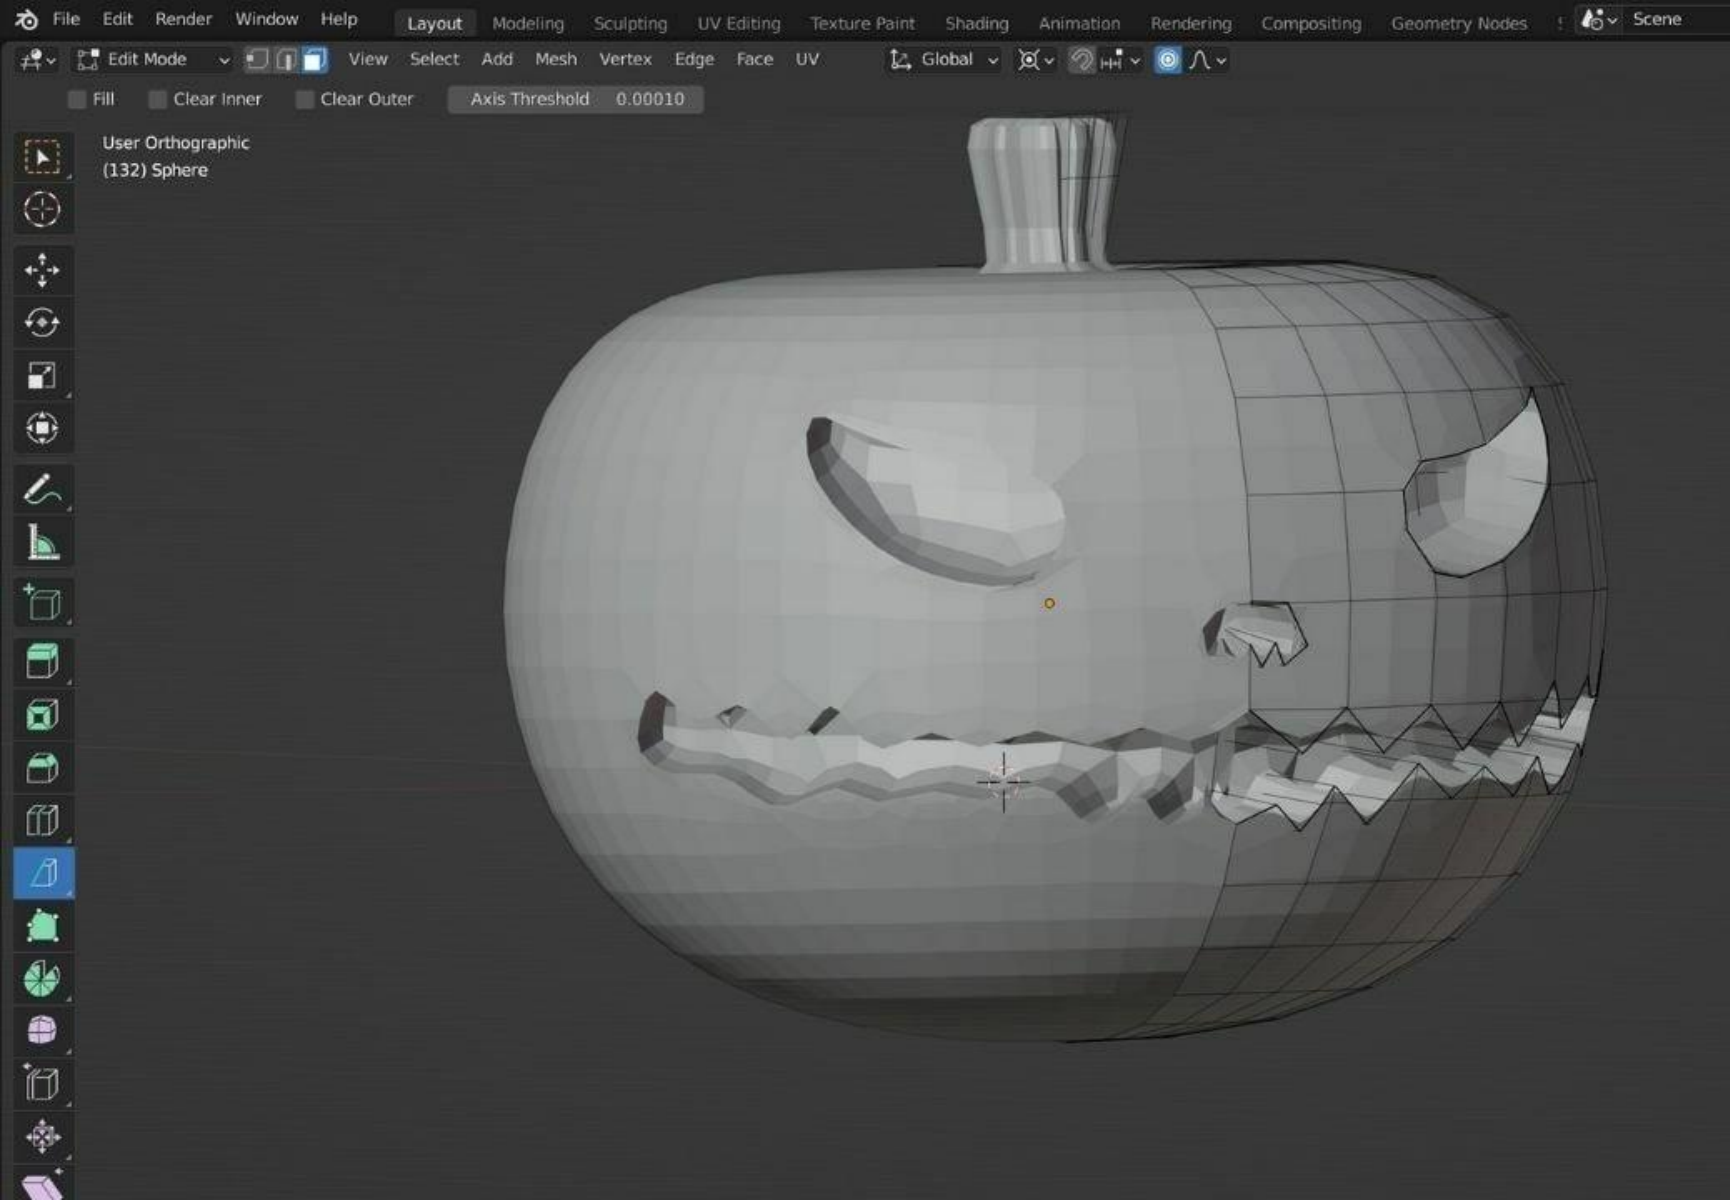 File Edit Render Window Help Layout Modeling Sculpting UV Editing Texture Paint Shading Animation Rendering Compositing Geometry Nodes Scene
Edit Mode View Select Add Mesh Vertex Edge Face UV Global
Fill Clear Inner Clear Outer Axis Threshold 0.00010
User Orthographic
(132) Sphere